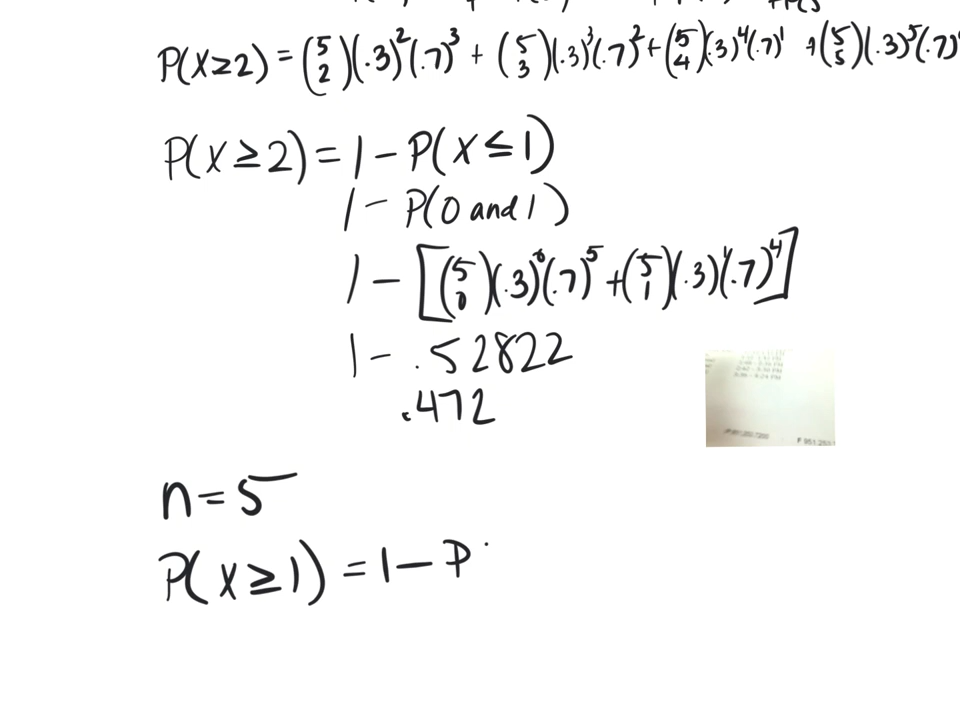 P(X≥2) = (5 2)(.3)^2(.7)^3 + (5 3)(.3)^3(.7)^2 + (5 4)(.3)^4(.7)^1 + (5 5)(.3)^5(.7)
P(X≥2) = 1 - P(X≤1)
1 - P(0 and 1)
1 - [(5 0)(.3)^0(.7)^5 + (5 1)(.3)^1(.7)^4]
1 - .52822
.472
n = 5
P(X≥1) = 1 - P